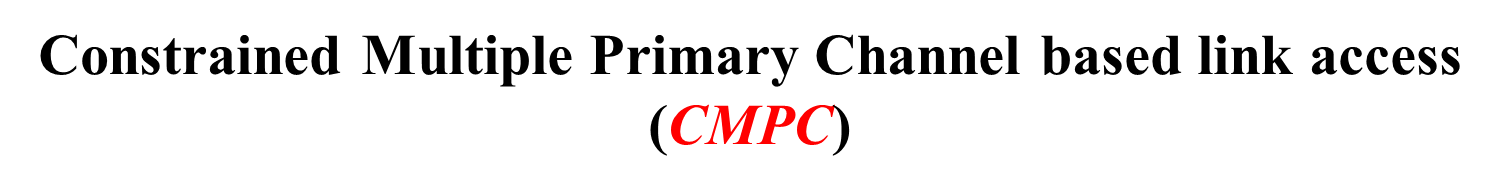 Constrained Multiple Primary Channel based link access
(CMPC)